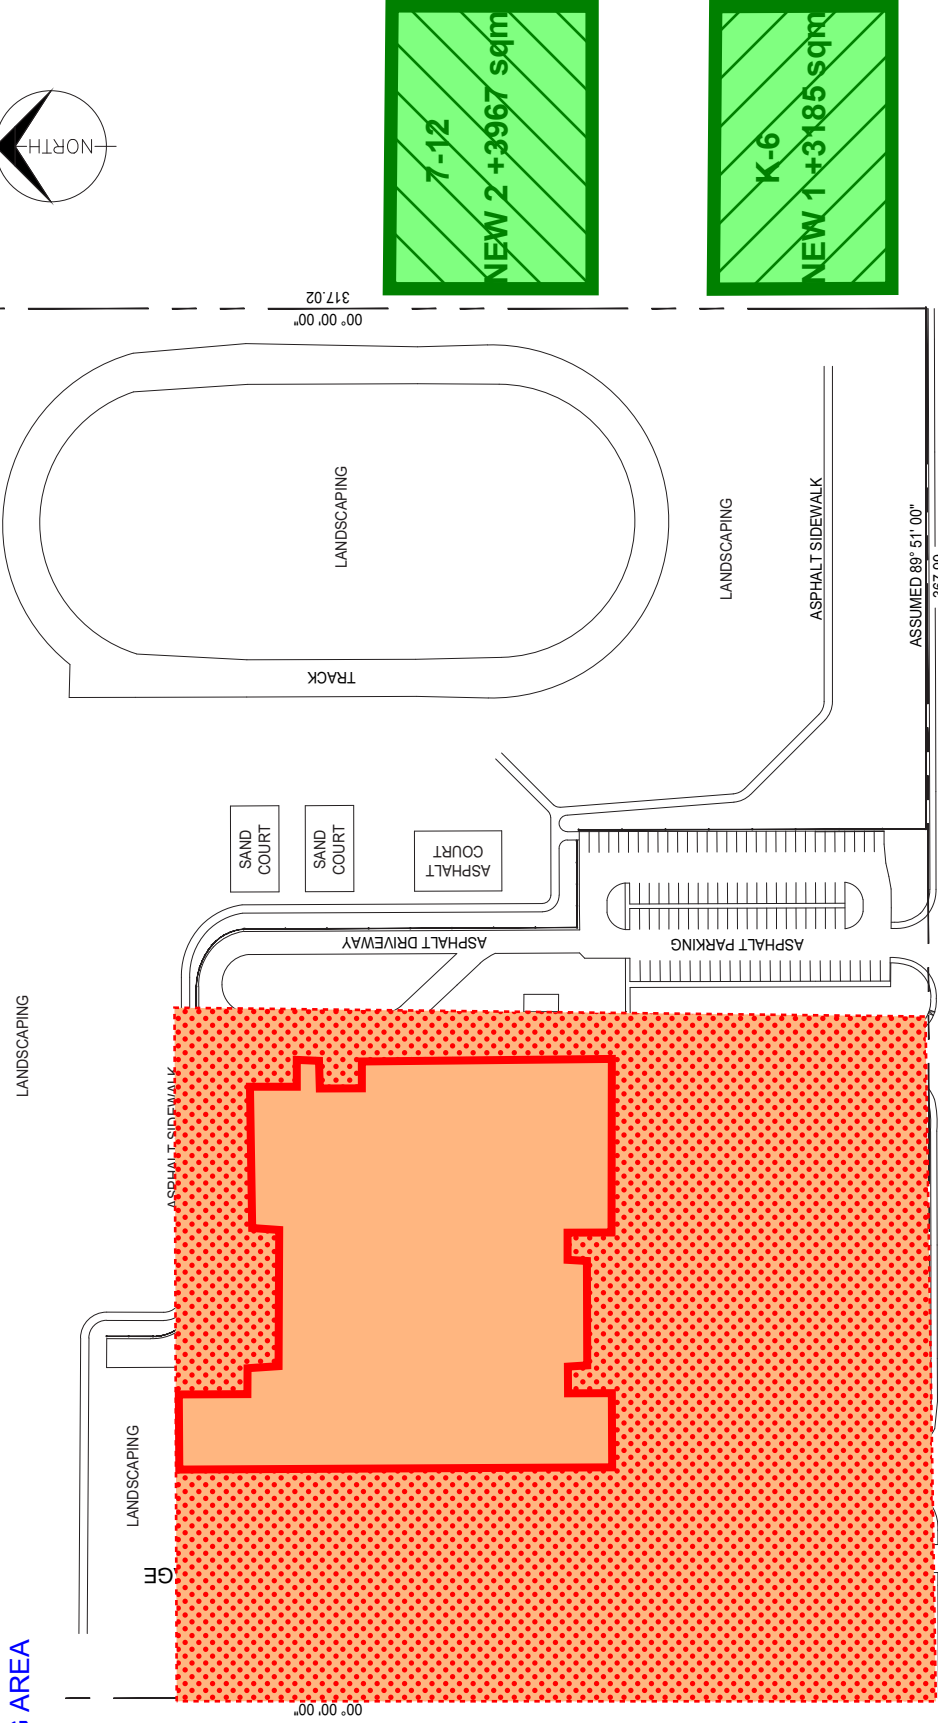 7-12
NEW 2 +3967 sqm
K-6
NEW 1 +3185 sqm
NORTH
317.02
00° 00' 00"
LANDSCAPING
TRACK
LANDSCAPING
ASPHALT SIDEWALK
ASSUMED 89° 51' 00"
SAND
COURT
SAND
COURT
ASPHALT
COURT
ASPHALT DRIVEWAY
ASPHALT PARKING
LANDSCAPING
ASPHALT SIDEWALK
LANDSCAPING
AREA
00° 00' 00"